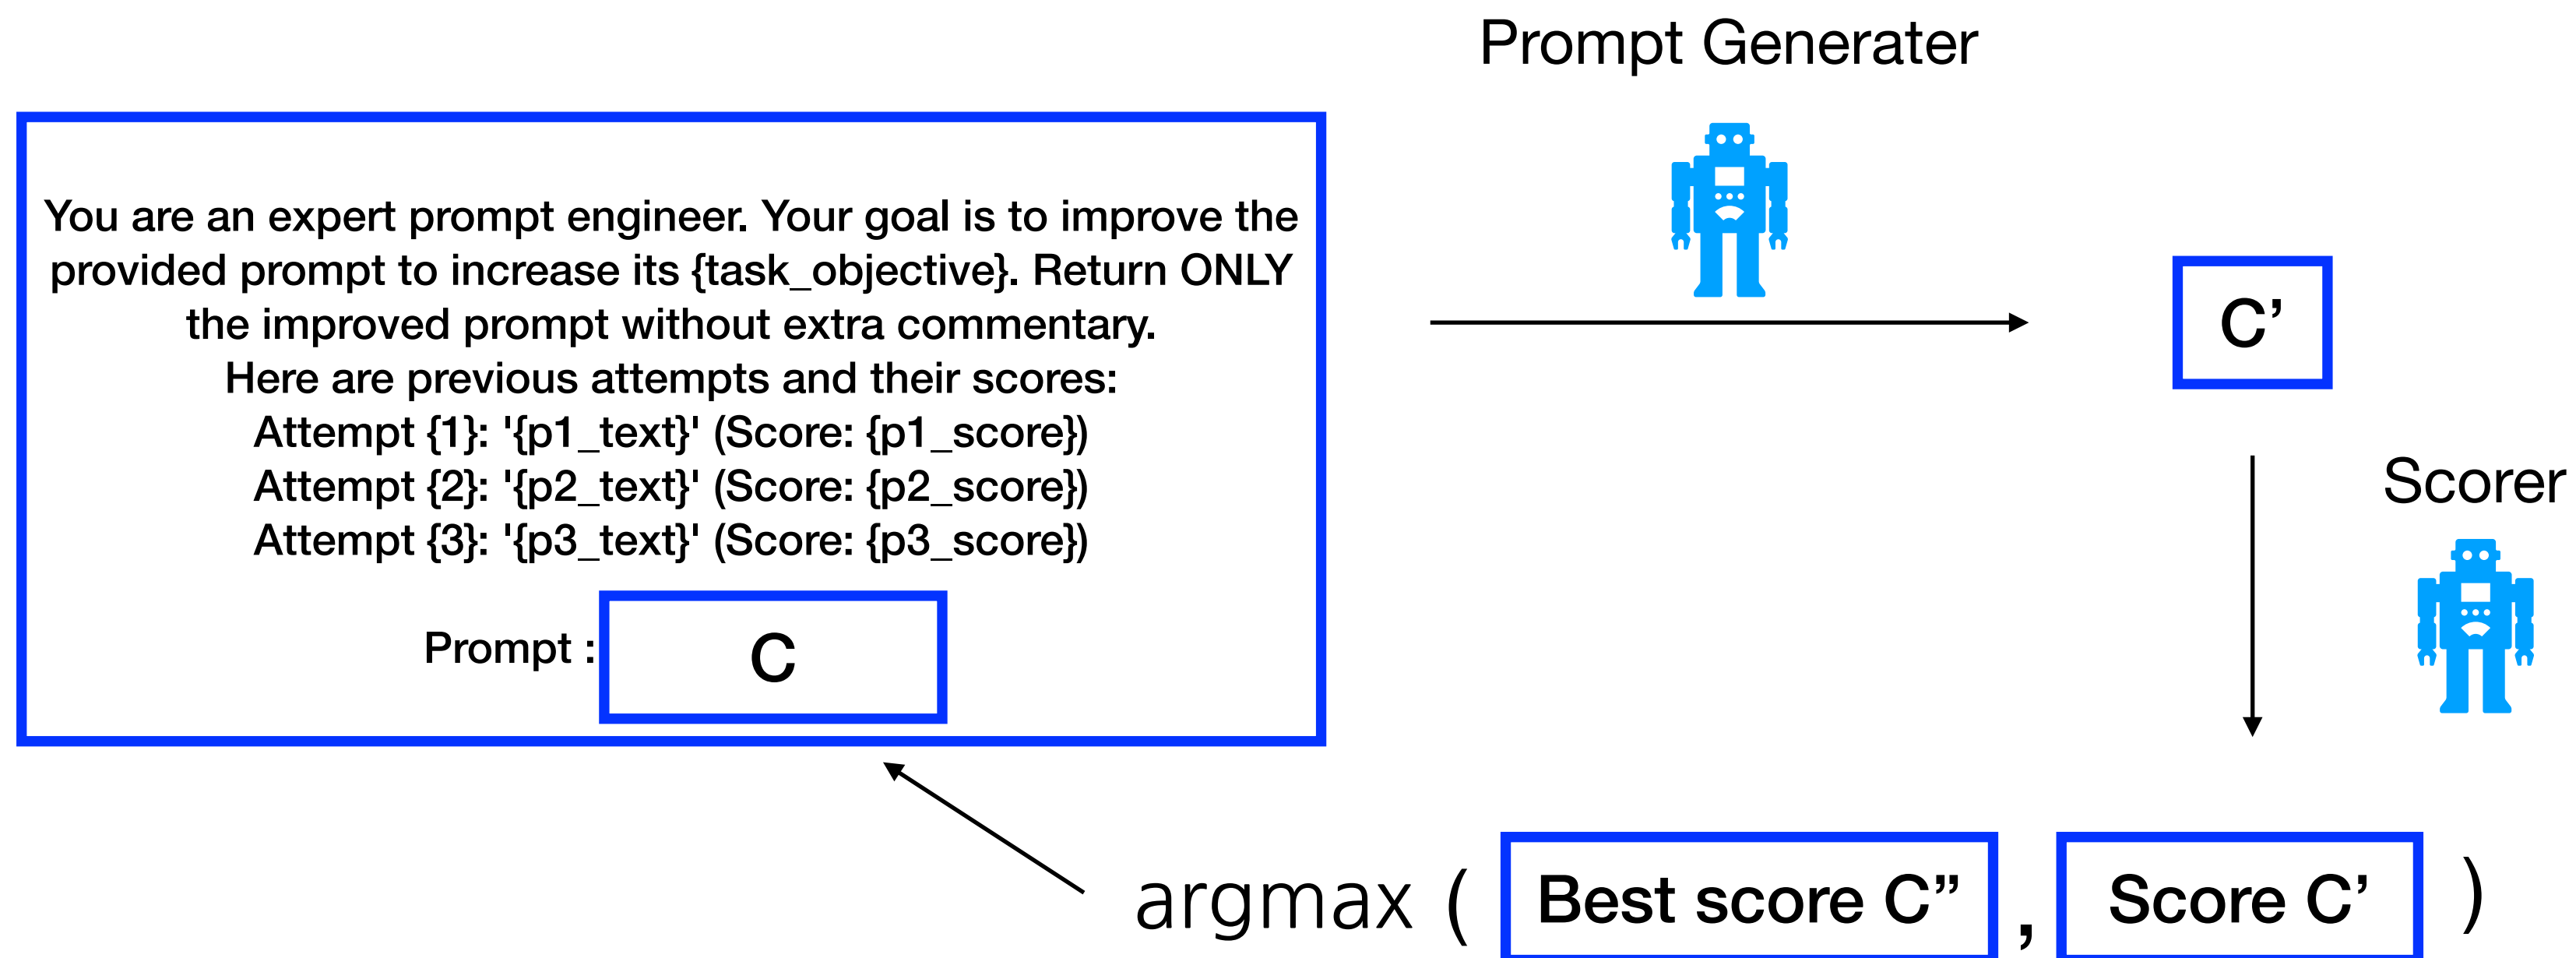 Prompt Generater
You are an expert prompt engineer. Your goal is to improve the
provided prompt to increase its {task_objective}. Return ONLY
the improved prompt without extra commentary.
Here are previous attempts and their scores:
Attempt {1}: '{p1_text}' (Score: {p1_score})
Attempt {2}: '{p2_text}' (Score: {p2_score})
Attempt {3}: '{p3_text}' (Score: {p3_score})
Prompt : C
C’
Scorer
argmax ( Best score C” , Score C’ )